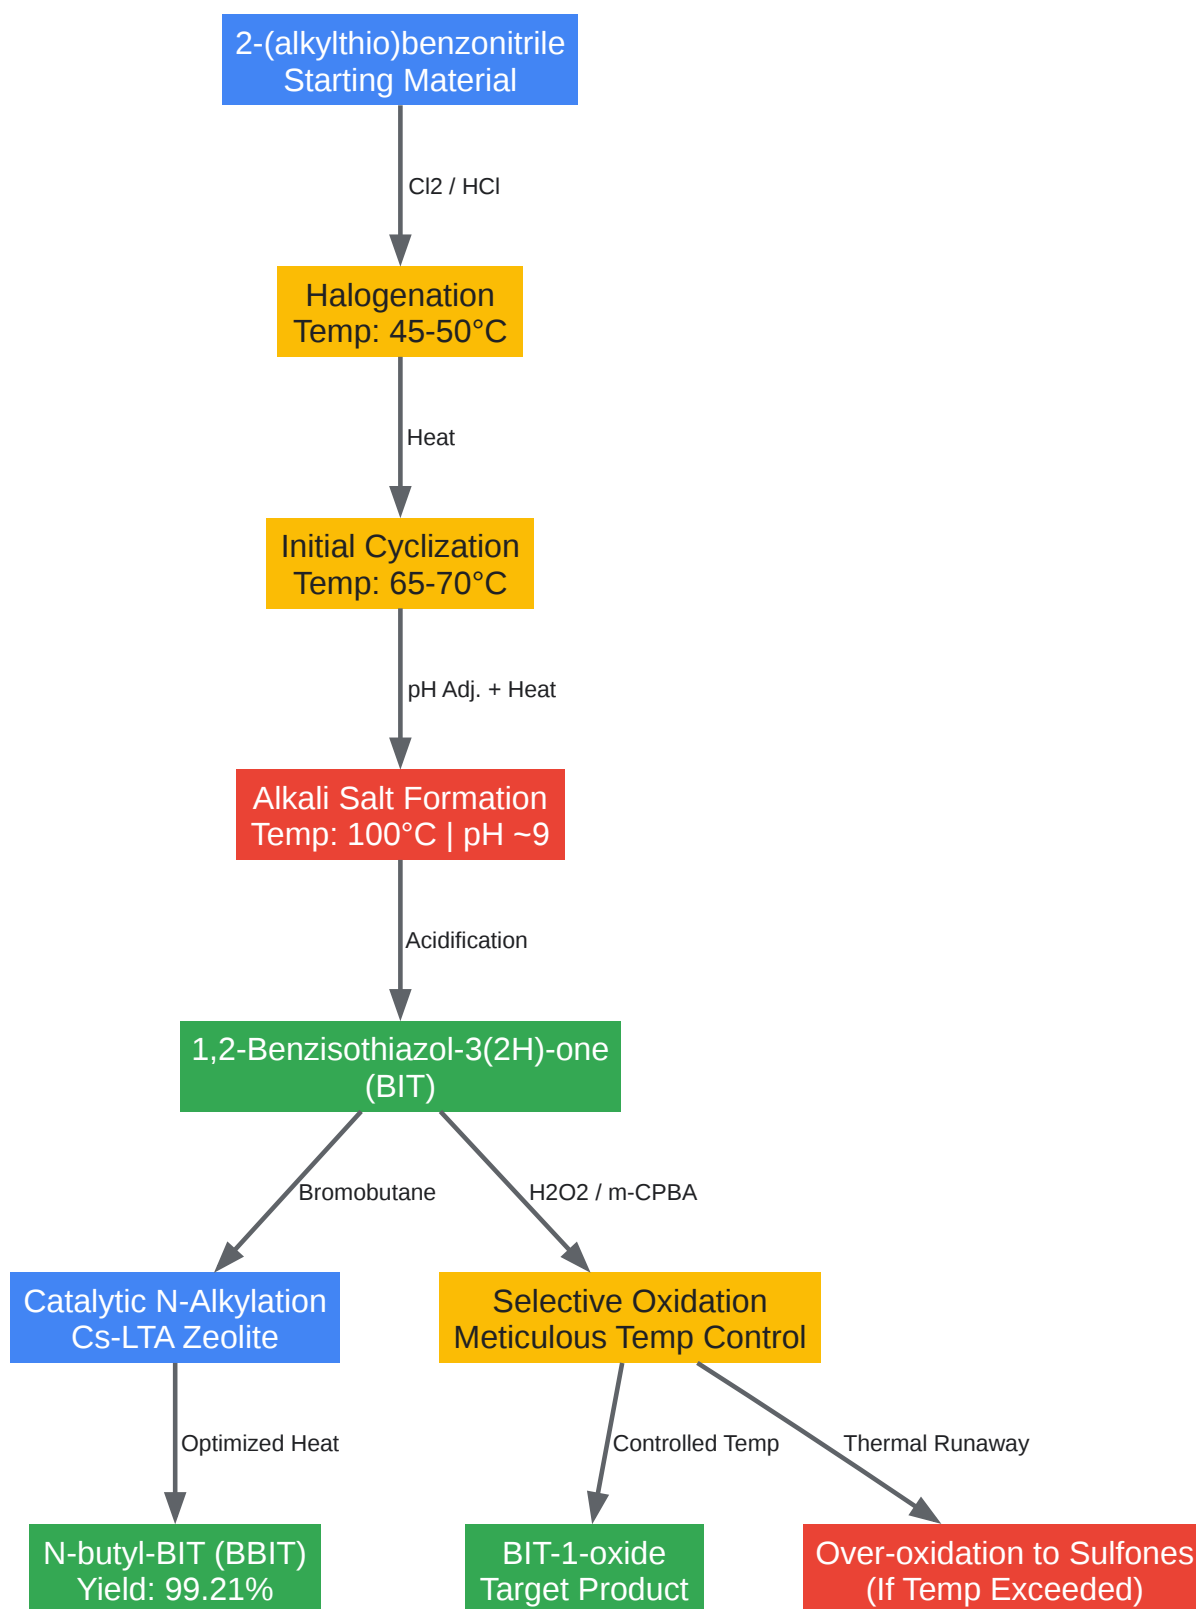 2-(alkylthio)benzonitrile
Starting Material
Cl2 / HCl
Halogenation
Temp: 45-50°C
Heat
Initial Cyclization
Temp: 65-70°C
pH Adj. + Heat
Alkali Salt Formation
Temp: 100°C | pH ~9
Acidification
1,2-Benzisothiazol-3(2H)-one
(BIT)
Bromobutane
H2O2 / m-CPBA
Catalytic N-Alkylation
Cs-LTA Zeolite
Selective Oxidation
Meticulous Temp Control
Optimized Heat
Controlled Temp
Thermal Runaway
N-butyl-BIT (BBIT)
Yield: 99.21%
BIT-1-oxide
Target Product
Over-oxidation to Sulfones
(If Temp Exceeded)